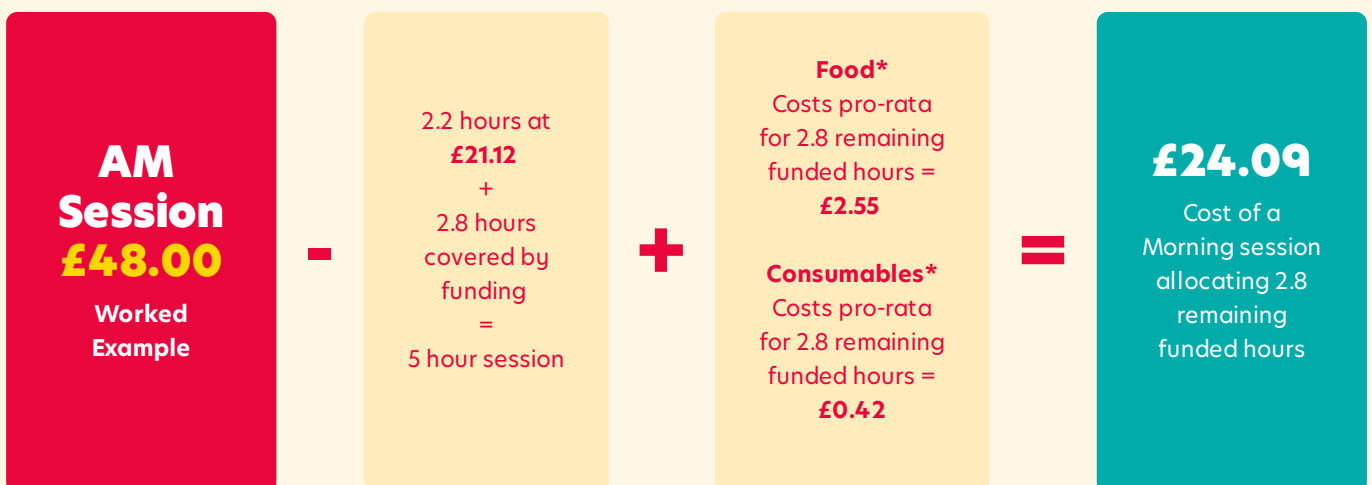 AM
Session
£48.00
Worked
Example
-
2.2 hours at
£21.12
+
2.8 hours
covered by
funding
=
5 hour session
+
Food*
Costs pro-rata
for 2.8 remaining
funded hours =
£2.55
Consumables*
Costs pro-rata
for 2.8 remaining
funded hours =
£0.42
=
£24.09
Cost of a
Morning session
allocating 2.8
remaining
funded hours